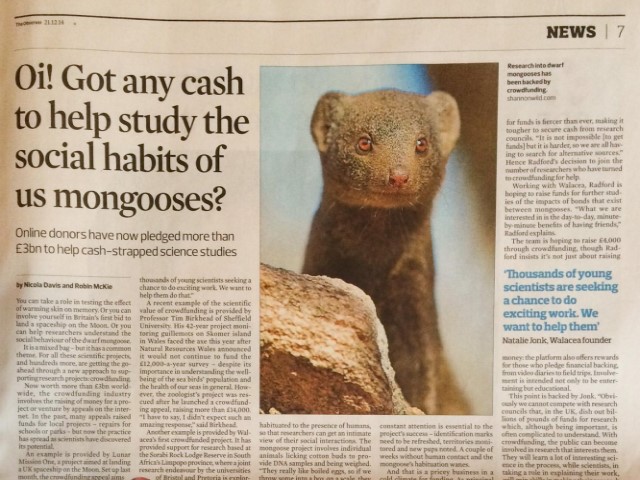 The Observer 21.12.14
NEWS | 7
Oi! Got any cash
to help study the
social habits of
us mongooses?
Online donors have now pledged more than
£3bn to help cash-strapped science studies
by Nicola Davis and Robin McKie
You can take a role in testing the effect
of warming skin on memory. Or you can
involve yourself in Britain's first bid to
land a spaceship on the Moon. Or you
can help researchers understand the
social behaviour of the dwarf mongoose.
It is a mixed bag – but it has a common
theme. For all these scientific projects,
and hundreds more, are getting the go-
ahead through a new approach to sup-
porting research projects: crowdfunding.
Now worth more than £3bn world-
wide, the crowdfunding industry
involves the raising of money for a pro-
ject or venture by appeals on the inter-
net. In the past, many appeals raised
funds for local projects – repairs for
schools or parks – but now the practice
has spread as scientists have discovered
its potential.
An example is provided by Lunar
Mission One, a project aimed at landing
a UK spaceship on the Moon. Set up last
month, the crowdfunding appeal aims
thousands of young scientists seeking a
chance to do exciting work. We want to
help them do that."
A recent example of the scientific
value of crowdfunding is provided by
Professor Tim Birkhead of Sheffield
University. His 42-year project moni-
toring guillemots on Skomer island
in Wales faced the axe this year after
Natural Resources Wales announced
it would not continue to fund the
£12,000-a-year survey – despite its
importance in understanding the well-
being of the sea birds' population and
the health of our seas in general. How-
ever, the zoologist's project was res-
cued after he launched a crowdfund-
ing appeal, raising more than £16,000.
"I have to say, I didn't expect such an
amazing response," said Birkhead.
Another example is provided by Wal-
acea's first crowdfunded project. It has
provided support for research based at
the Sorabi Rock Lodge Reserve in South
Africa's Limpopo province, where a joint
research endeavour by the universities
of Bristol and Pretoria is explor-
habituated to the presence of humans,
so that researchers can get an intimate
view of their social interactions. The
mongoose project involves individual
animals licking cotton buds to pro-
vide DNA samples and being weighed.
"They really like boiled eggs, so if we
constant attention is essential to the
project's success – identification marks
need to be refreshed, territories moni-
tored and new pups noted. A couple of
weeks without human contact and the
mongoose's habituation wanes.
And that is a pricey business in a
Research into dwarf
mongooses has
been backed by
crowdfunding.
shannonwild.com
for funds is fiercer than ever, making it
tougher to secure cash from research
councils. "It is not impossible [to get
funds] but it is harder, so we are all hav-
ing to search for alternative sources."
Hence Radford's decision to join the
number of researchers who have turned
to crowdfunding for help.
Working with Walacea, Radford is
hoping to raise funds for further stud-
ies of the impacts of bonds that exist
between mongooses. "What we are
interested in is the day-to-day, minute-
by-minute benefits of having friends,"
Radford explains.
The team is hoping to raise £8,000
through crowdfunding, though Rad-
ford insists it's not just about raising
'Thousands of young
scientists are seeking
a chance to do
exciting work. We
want to help them'
Natalie Jonk, Walacea founder
money: the platform also offers rewards
for those who pledge financial backing,
from video diaries to field trips. Involve-
ment is intended not only to be enter-
taining but educational.
This point is backed by Jonk. "Obvi-
ously we cannot compete with research
councils that, in the UK, dish out bil-
lions of pounds of funds for research
which, although being important, is
often complicated to understand. With
crowdfunding, the public can become
involved in research that interests them.
They will learn a lot of interesting sci-
ence in the process, while scientists, in
taking a role in explaining their work,